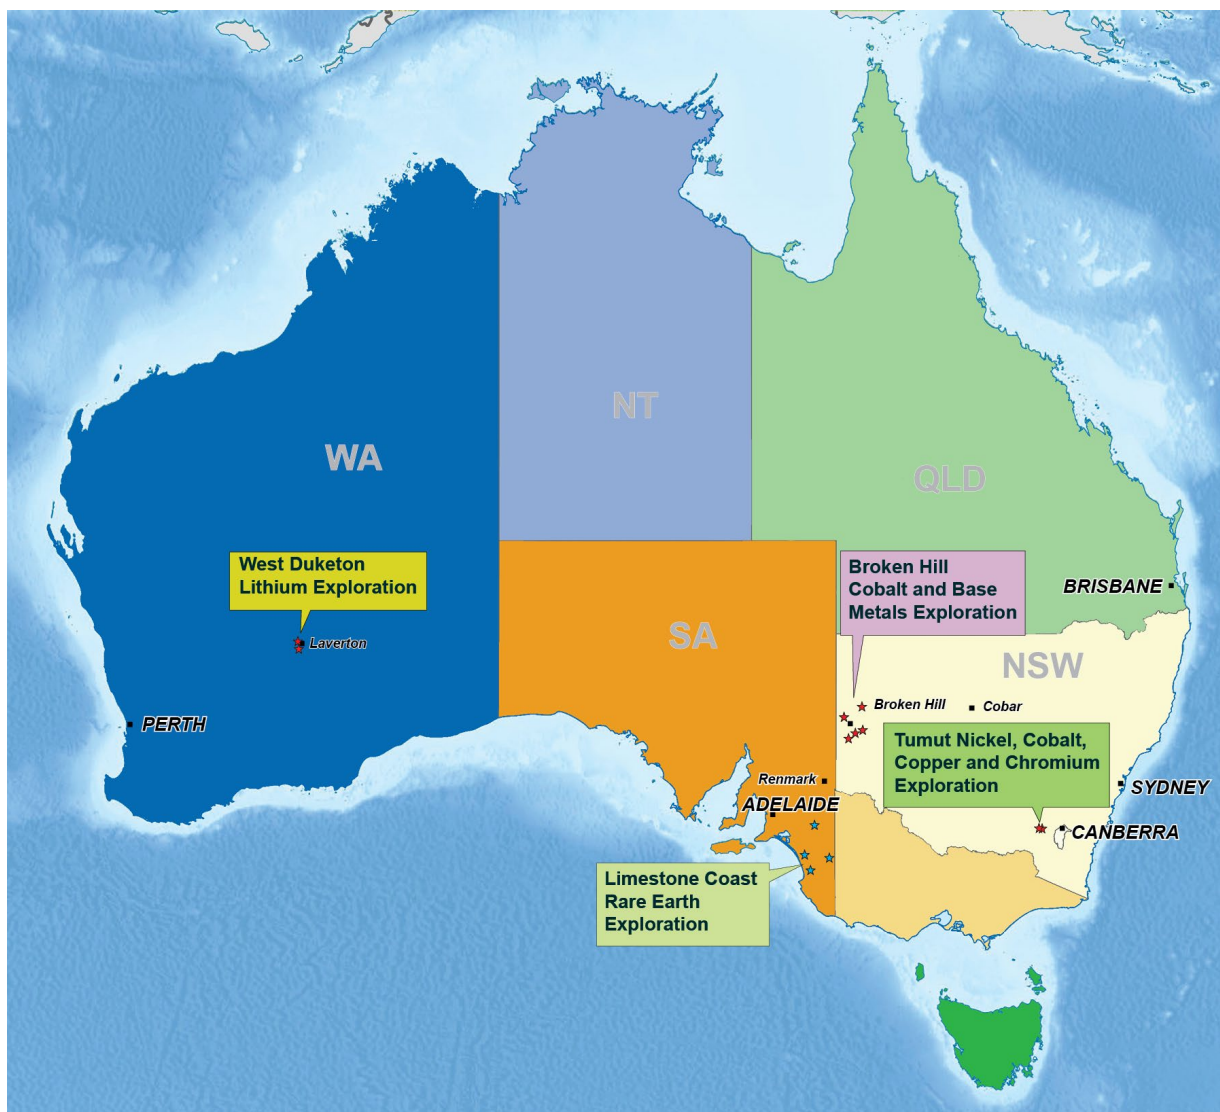 NT
WA
QLD
West Duketon
Lithium Exploration
Broken Hill
Cobalt and Base
Metals Exploration
BRISBANE
Laverton
SA
NSW
PERTH
Broken Hill
Cobar
Tumut Nickel, Cobalt,
Copper and Chromium
Exploration
Renmark
SYDNEY
ADELAIDE
CANBERRA
Limestone Coast
Rare Earth
Exploration